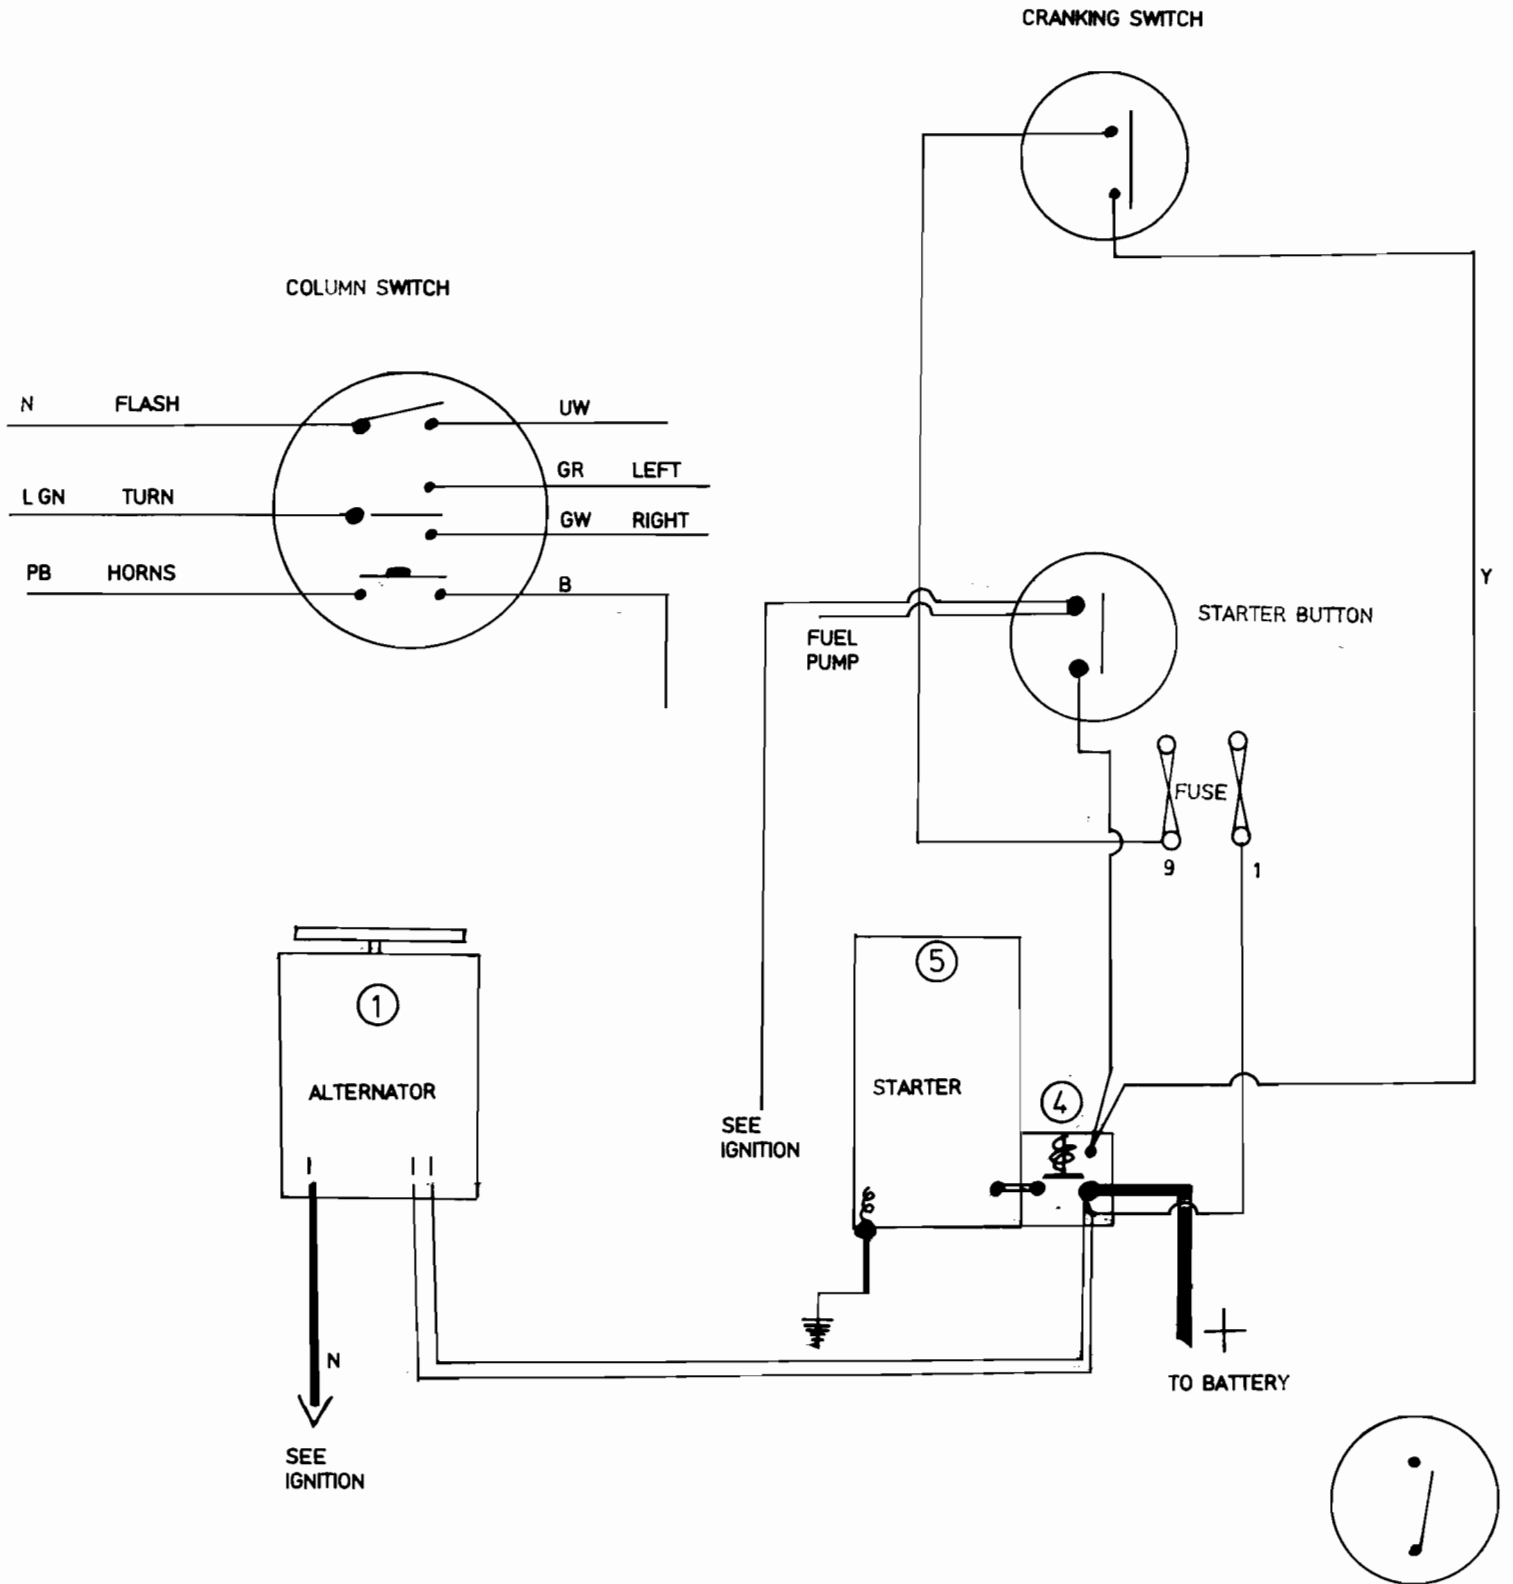 CRANKING SWITCH
COLUMN SWITCH
N FLASH UW
GR LEFT
L GN TURN
GW RIGHT
PB HORNS B
Y
STARTER BUTTON
FUEL
PUMP
FUSE
9 1
5
1
STARTER
ALTERNATOR
4
SEE
IGNITION
N
+
TO BATTERY
SEE
IGNITION